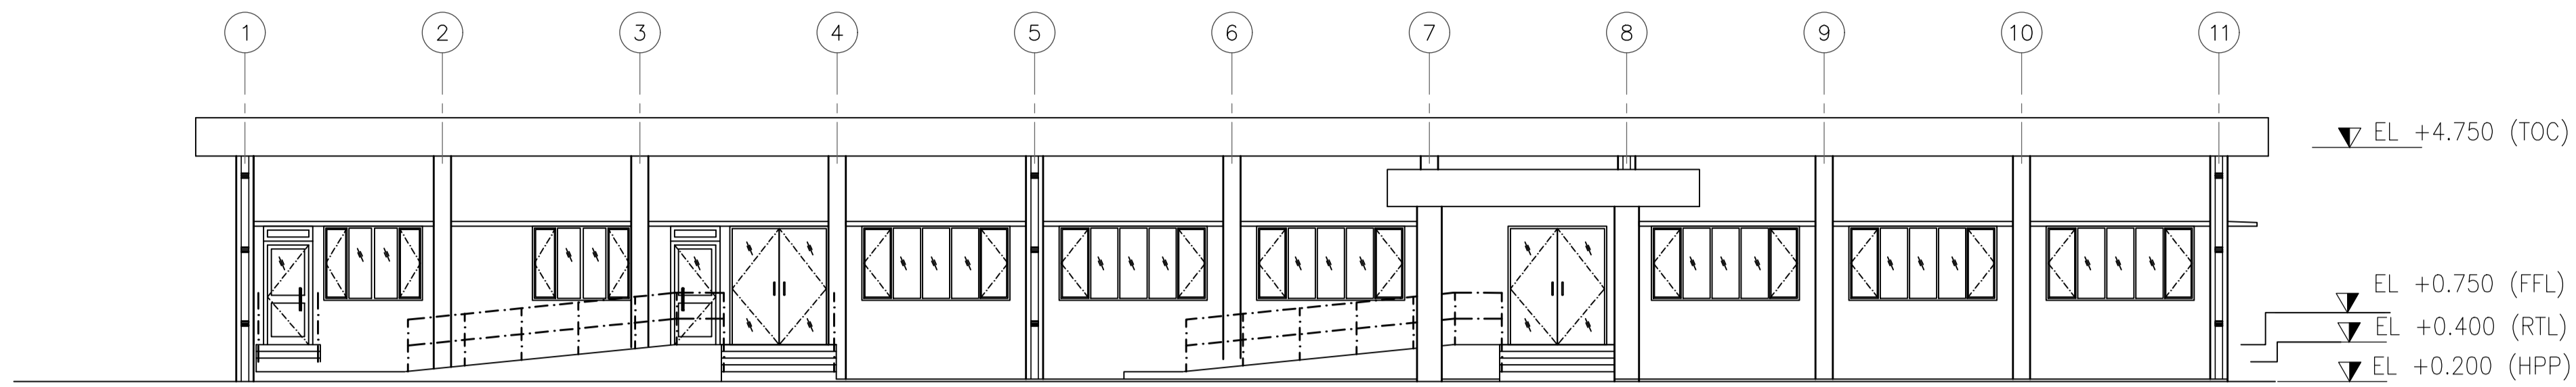 1 2 3 4 5 6 7 8 9 10 11
EL +4.750 (TOC)
EL +0.750 (FFL)
EL +0.400 (RTL)
EL +0.200 (HPP)